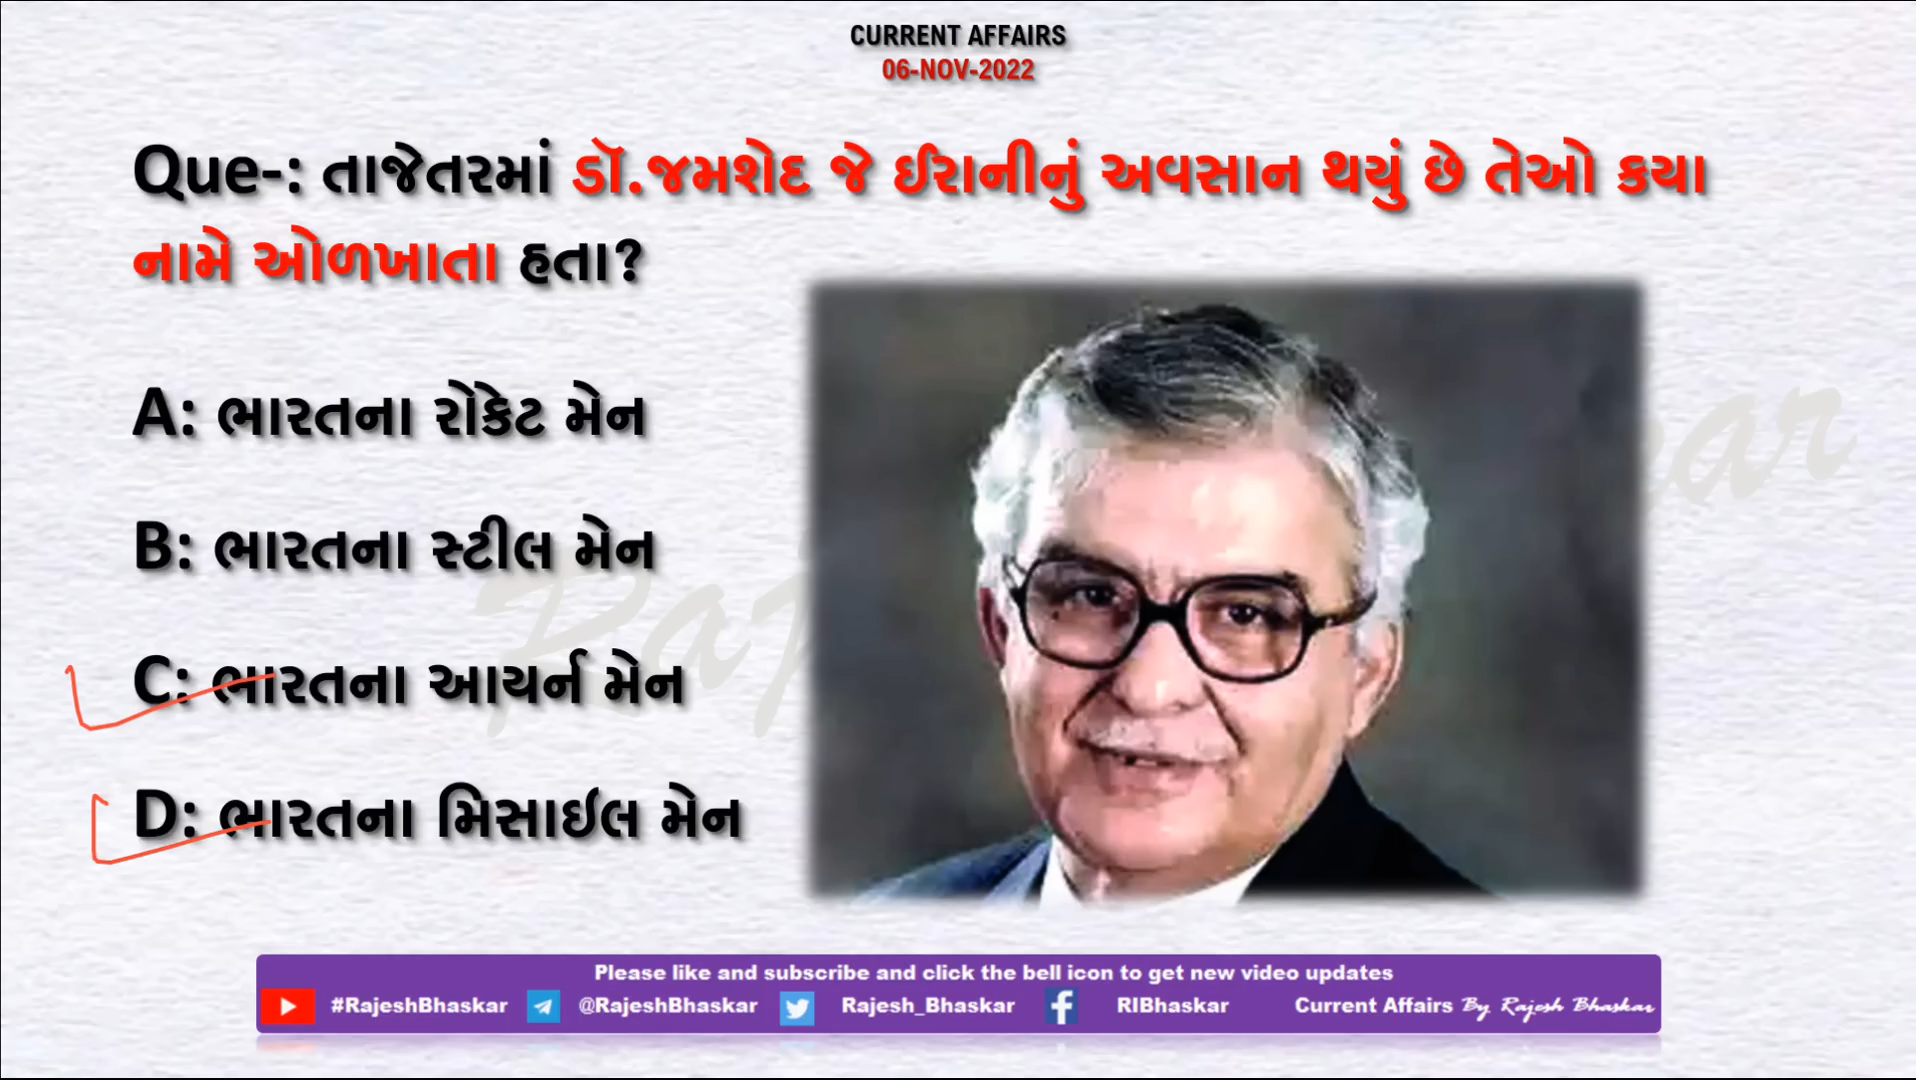 CURRENT AFFAIRS
06-NOV-2022
Que-: તાજેતરમાં ડૉ.જમશેદ જે ઈરાનીનું અવસાન થયું છે તેઓ કયા
નામે ઓળખાતા હતા?
A: ભારતના રોકેટ મેન
B: ભારતના સ્ટીલ મેન
C: ભારતના આયર્ન મેન
D: ભારતના મિસાઈલ મેન
Please like and subscribe and click the bell icon to get new video updates
#RajeshBhaskar @RajeshBhaskar Rajesh_Bhaskar RIBhaskar Current Affairs By Rajesh Bhaskar